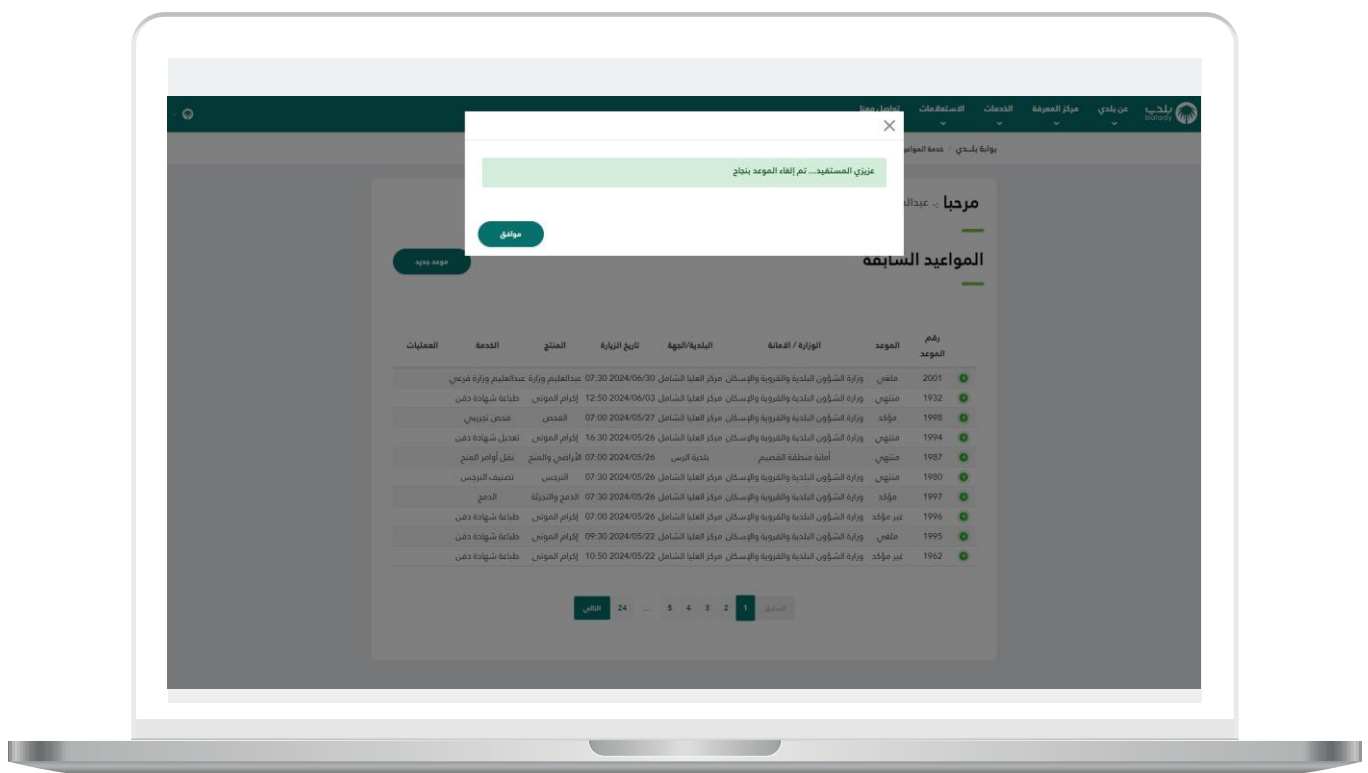 بلدي
balady
عن بلدي
مركز المعرفة
الخدمات
الاستعلامات
تواصل معنا
بوابة بلـدي / خدمة المواعيد
عزيزي المستفيد.... تم إلغاء الموعد بنجاح
موافق
مرحبا
المواعيد السابقة
موعد جديد
رقم الموعد الموعد الوزارة / الامانة البلدية/الجهة تاريخ الزيارة المنتج الخدمة العمليات
2001 ملغي وزارة الشؤون البلدية والقروية والإسكان مركز العليا الشامل 2024/06/30 07:30 عبدالعليم وزارة عبدالعليم وزارة فرعي
1932 منتهي وزارة الشؤون البلدية والقروية والإسكان مركز العليا الشامل 2024/06/03 12:50 إكرام الموتى طباعة شهادة دفن
1998 مؤكد وزارة الشؤون البلدية والقروية والإسكان مركز العليا الشامل 2024/05/27 07:00 الفحص فحص تجريبي
1994 منتهي وزارة الشؤون البلدية والقروية والإسكان مركز العليا الشامل 2024/05/26 16:30 إكرام الموتى تعديل شهادة دفن
1987 منتهي أمانة منطقة القصيم بلدية الرس 2024/05/26 07:00 الأراضي والمنح نقل أوامر المنح
1980 منتهي وزارة الشؤون البلدية والقروية والإسكان مركز العليا الشامل 2024/05/26 07:30 النرجس تصنيف النرجس
1997 مؤكد وزارة الشؤون البلدية والقروية والإسكان مركز العليا الشامل 2024/05/26 07:30 الدمج والتجزئة الدمج
1996 غير مؤكد وزارة الشؤون البلدية والقروية والإسكان مركز العليا الشامل 2024/05/26 07:00 إكرام الموتى طباعة شهادة دفن
1995 ملغي وزارة الشؤون البلدية والقروية والإسكان مركز العليا الشامل 2024/05/22 09:30 إكرام الموتى طباعة شهادة دفن
1962 غير مؤكد وزارة الشؤون البلدية والقروية والإسكان مركز العليا الشامل 2024/05/22 10:50 إكرام الموتى طباعة شهادة دفن
السابق 1 2 3 4 5 ... 24 التالي